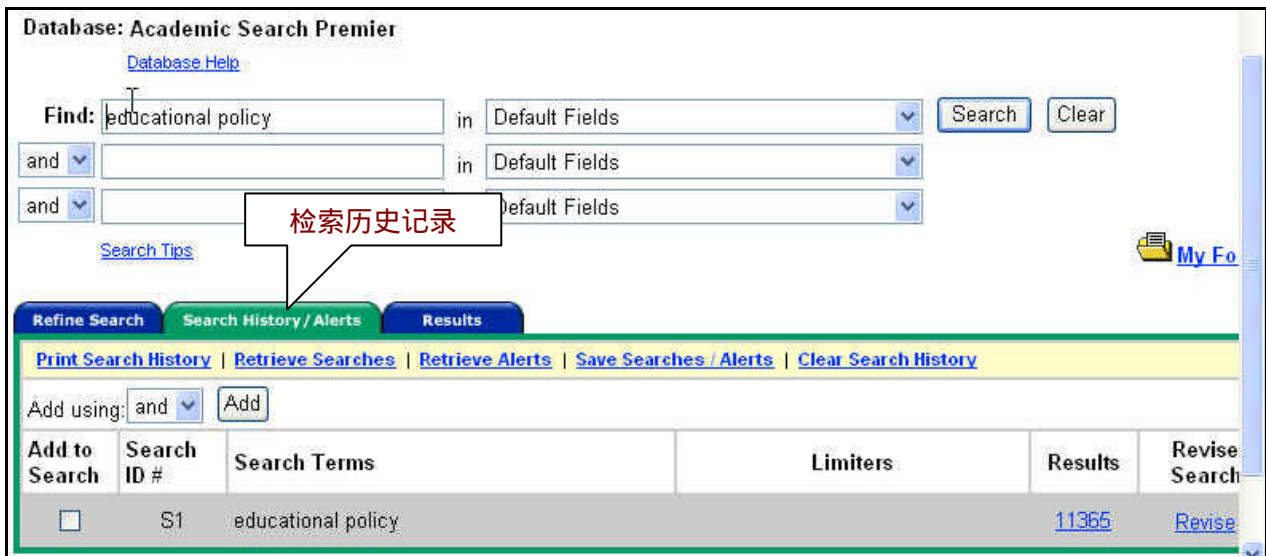 Database: Academic Search Premier
Database Help
Find: educational policy in Default Fields Search Clear
and in Default Fields
and Default Fields
检索历史记录
Search Tips
My Fo
Refine Search Search History / Alerts Results
Print Search History | Retrieve Searches | Retrieve Alerts | Save Searches / Alerts | Clear Search History
Add using: and Add
Add to Search Search ID # Search Terms Limiters Results Revise Search
S1 educational policy 11365 Revise